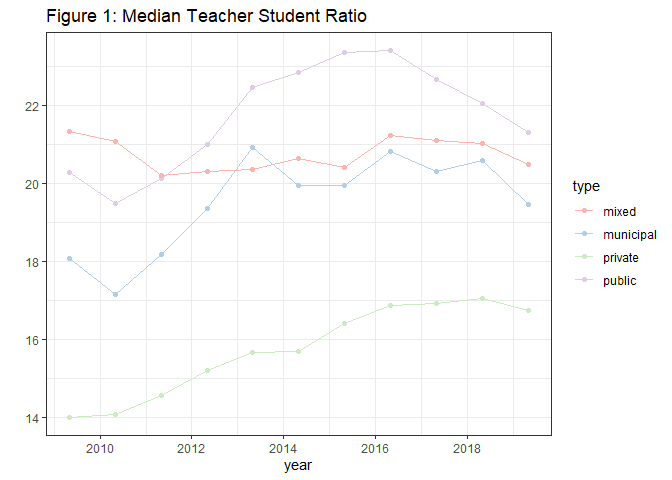 Figure 1: Median Teacher Student Ratio
22
20
18
16
14
2010 2012 2014 2016 2018
year
type
mixed
municipal
private
public